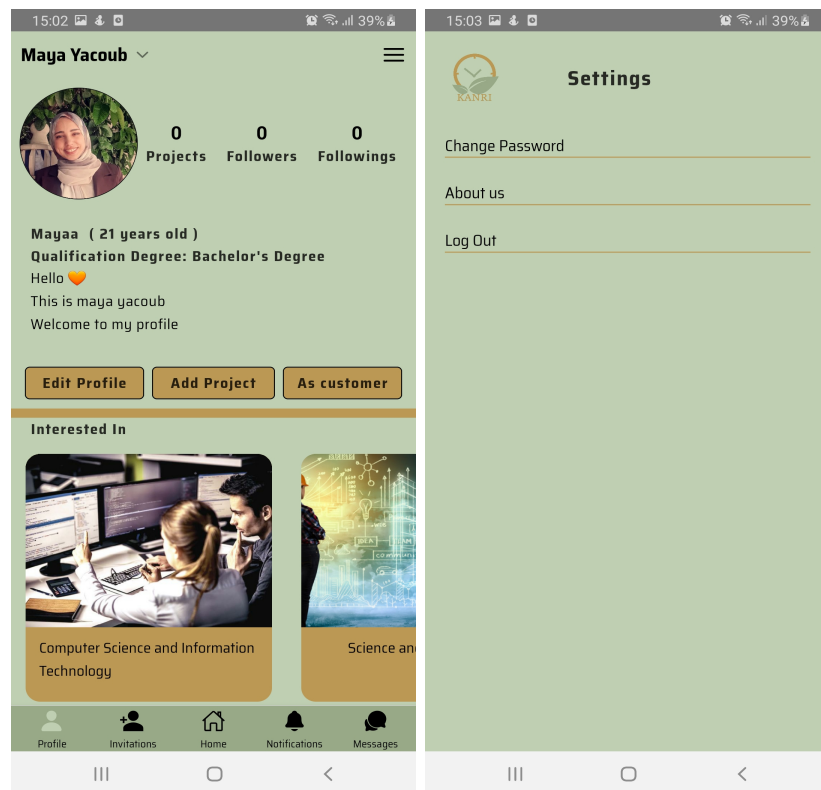 15:02
39%
Maya Yacoub
0 0 0
Projects Followers Followings
Mayaa ( 21 years old )
Qualification Degree: Bachelor's Degree
Hello 🧡
This is maya yacoub
Welcome to my profile
Edit Profile Add Project As customer
Interested In
IDEA
Computer Science and Information
Technology
Science and
Profile Invitations Home Notifications Messages
15:03
39%
KANRI
Settings
Change Password
About us
Log Out